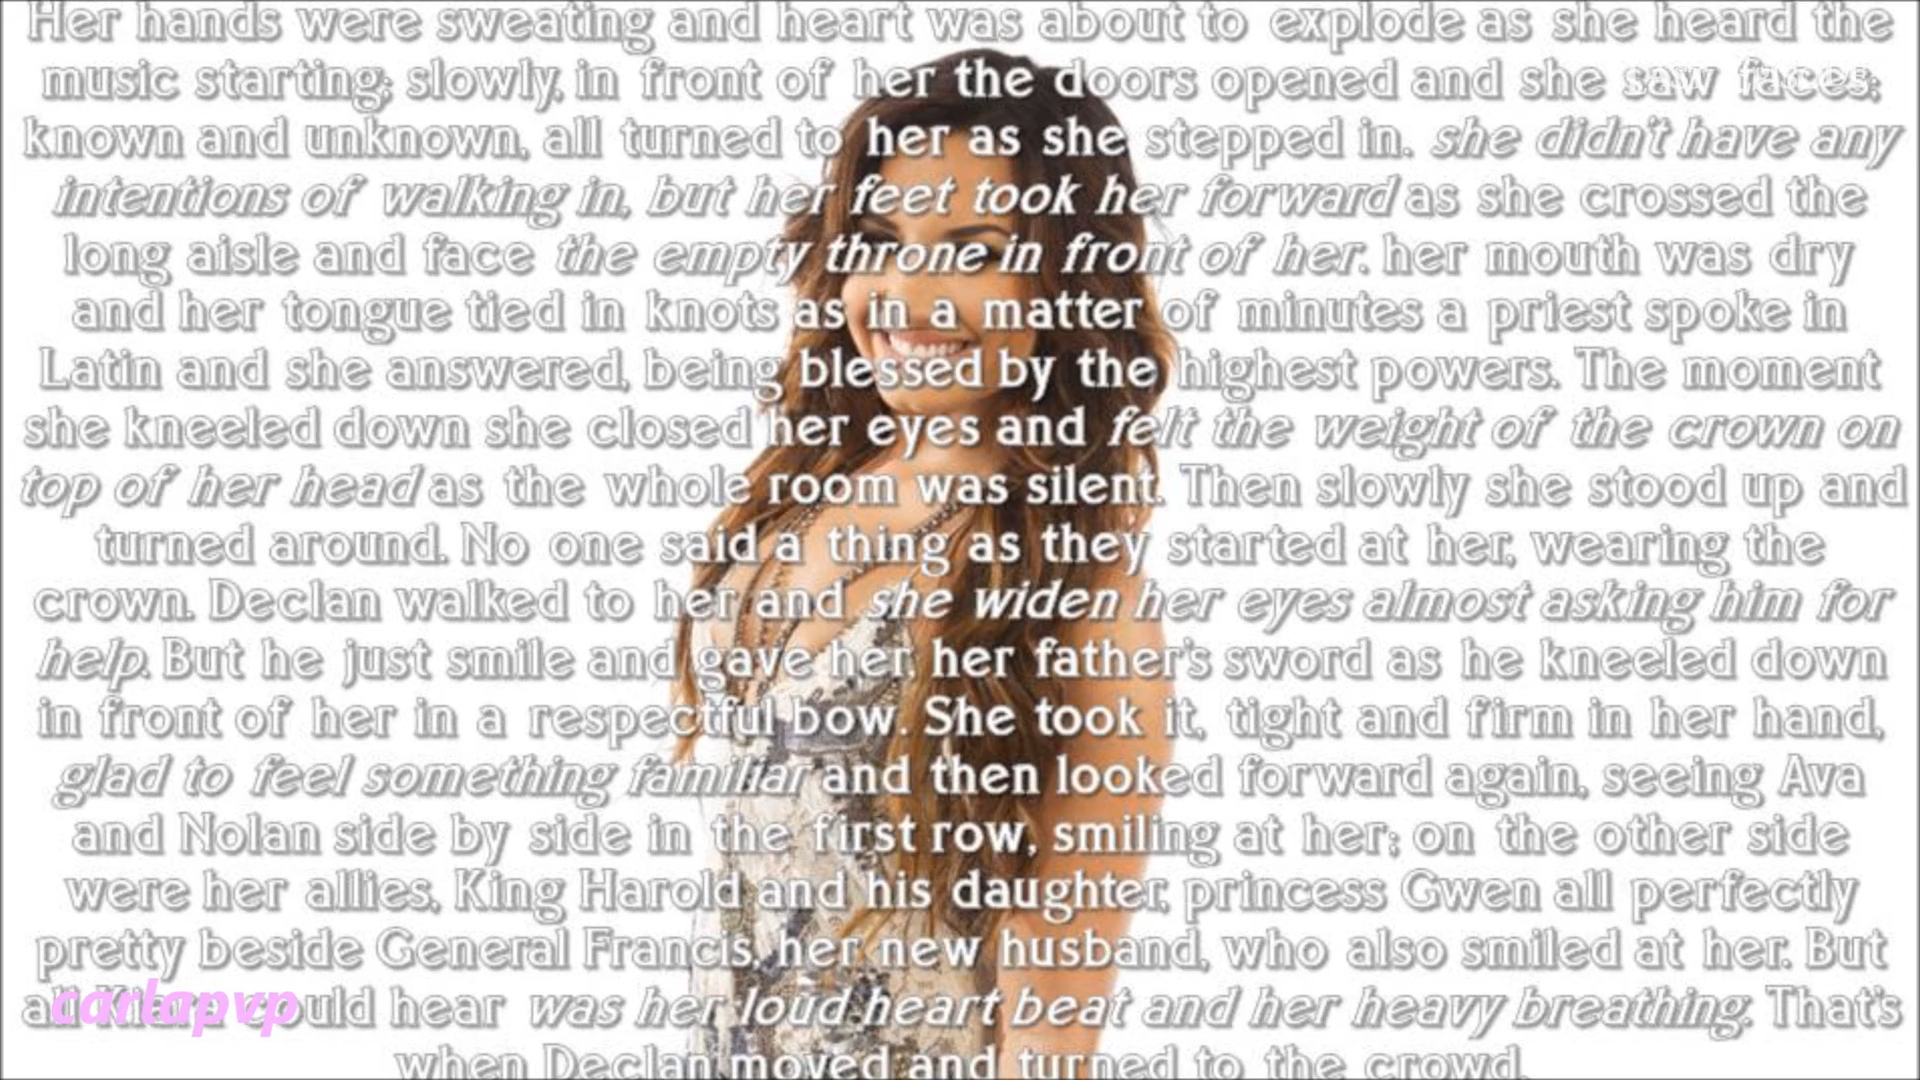 Her hands were sweating and heart was about to explode as she heard the
music starting; slowly, in front of her the doors opened and she saw faces;
known and unknown, all turned to her as she stepped in. she didn't have any
intentions of walking in, but her feet took her forward as she crossed the
long aisle and face the empty throne in front of her. her mouth was dry
and her tongue tied in knots as in a matter of minutes a priest spoke in
Latin and she answered, being blessed by the highest powers. The moment
she kneeled down she closed her eyes and felt the weight of the crown on
top of her head as the whole room was silent. Then slowly she stood up and
turned around. No one said a thing as they started at her, wearing the
crown. Declan walked to her and she widen her eyes almost asking him for
help. But he just smile and gave her, her father's sword as he kneeled down
in front of her in a respectful bow. She took it, tight and firm in her hand,
glad to feel something familiar and then looked forward again, seeing Ava
and Nolan side by side in the first row, smiling at her; on the other side
were her allies, King Harold and his daughter, princess Gwen all perfectly
pretty beside General Francis, her new husband, who also smiled at her. But
hear was her loud heart beat and her heavy breathing. That's
carlapvp
when Declan moved and turned to the crowd.